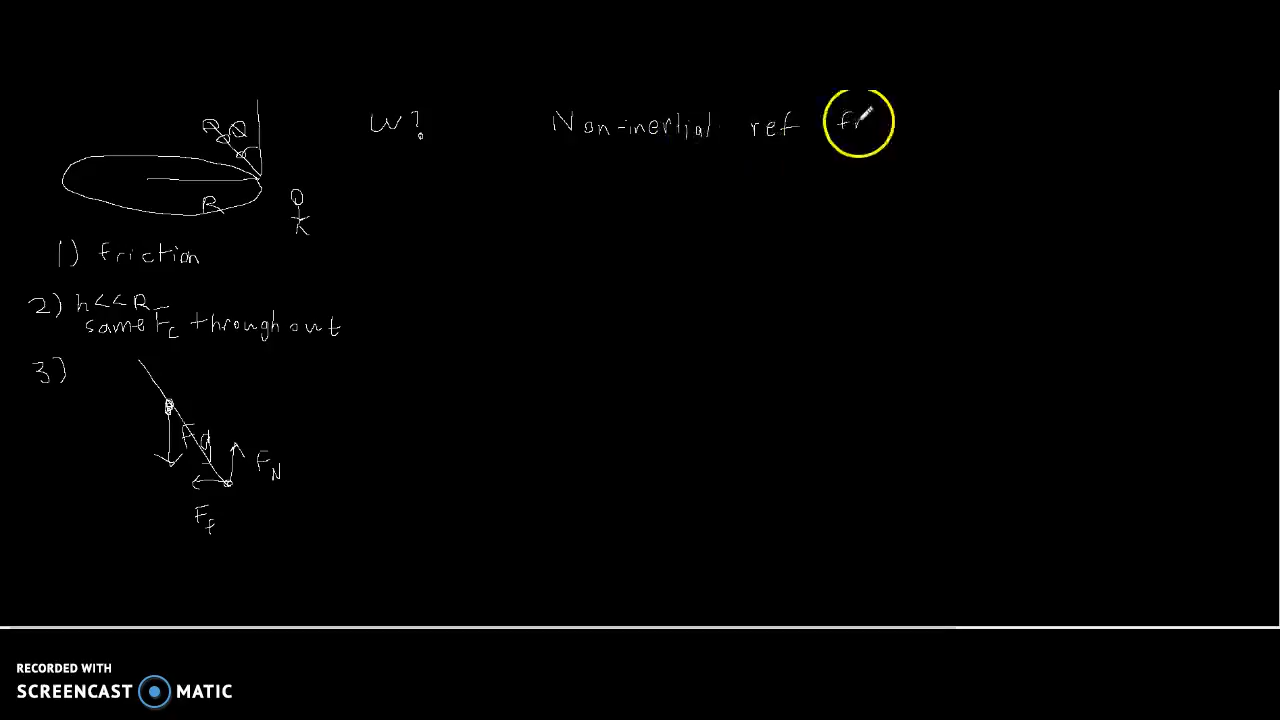 W?
Non-inertial ref fr
R
1) friction
2) h<<R
same Fc throughout
3)
Fg
FN
Ff
RECORDED WITH
SCREENCAST MATIC